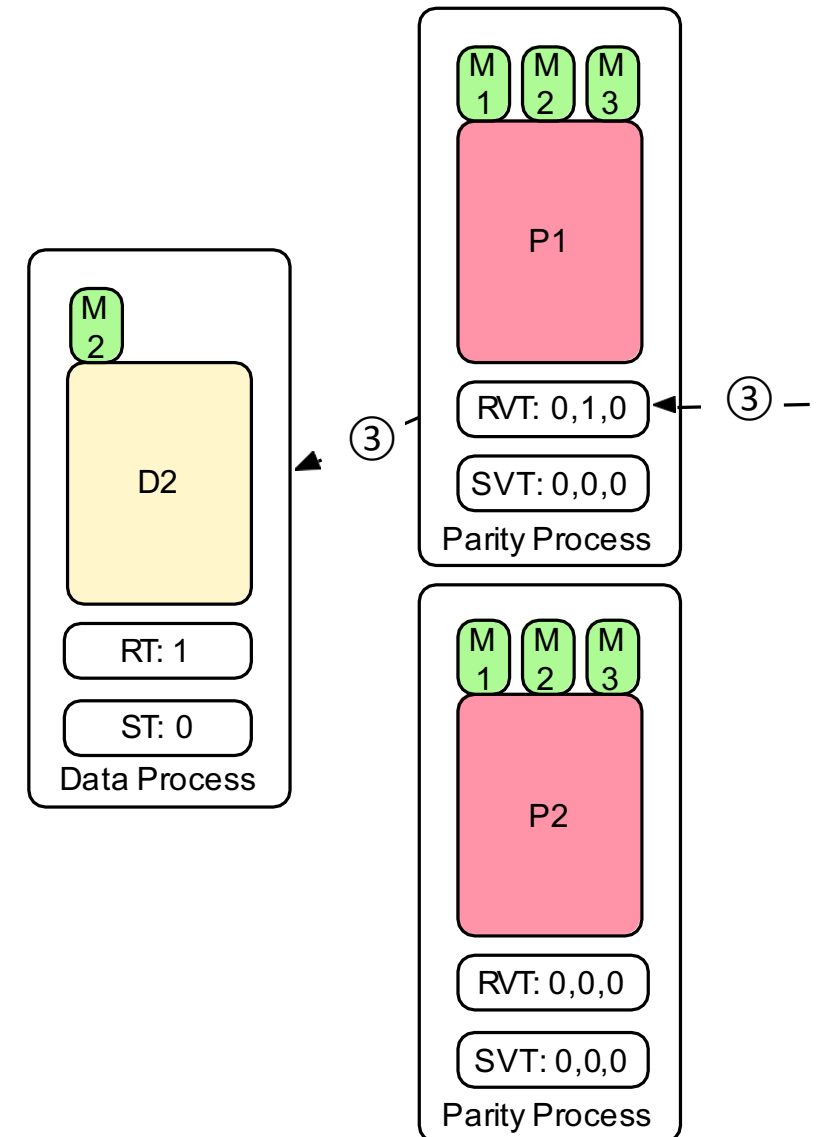 M
2
D2
RT: 1
ST: 0
Data Process
③
M
1
M
2
M
3
P1
RVT: 0,1,0
SVT: 0,0,0
Parity Process
③
M
1
M
2
M
3
P2
RVT: 0,0,0
SVT: 0,0,0
Parity Process